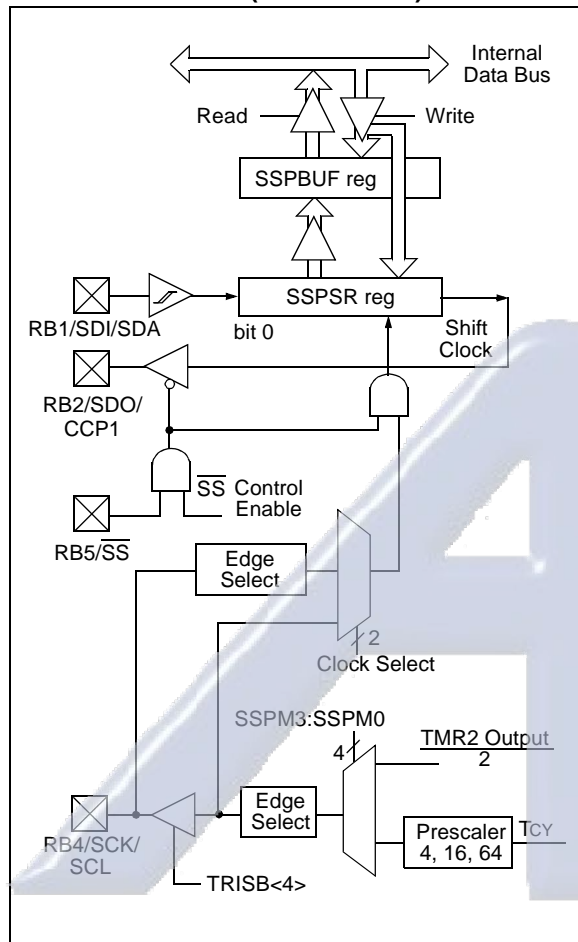 Internal
Data Bus
Read
Write
SSPBUF reg
SSPSR reg
RB1/SDI/SDA
bit 0
Shift
Clock
RB2/SDO/
CCP1
SS Control
Enable
RB5/SS
Edge
Select
2
Clock Select
SSPM3:SSPM0
TMR2 Output
4
2
Edge
Select
Prescaler
4, 16, 64
TCY
RB4/SCK/
SCL
TRISB<4>